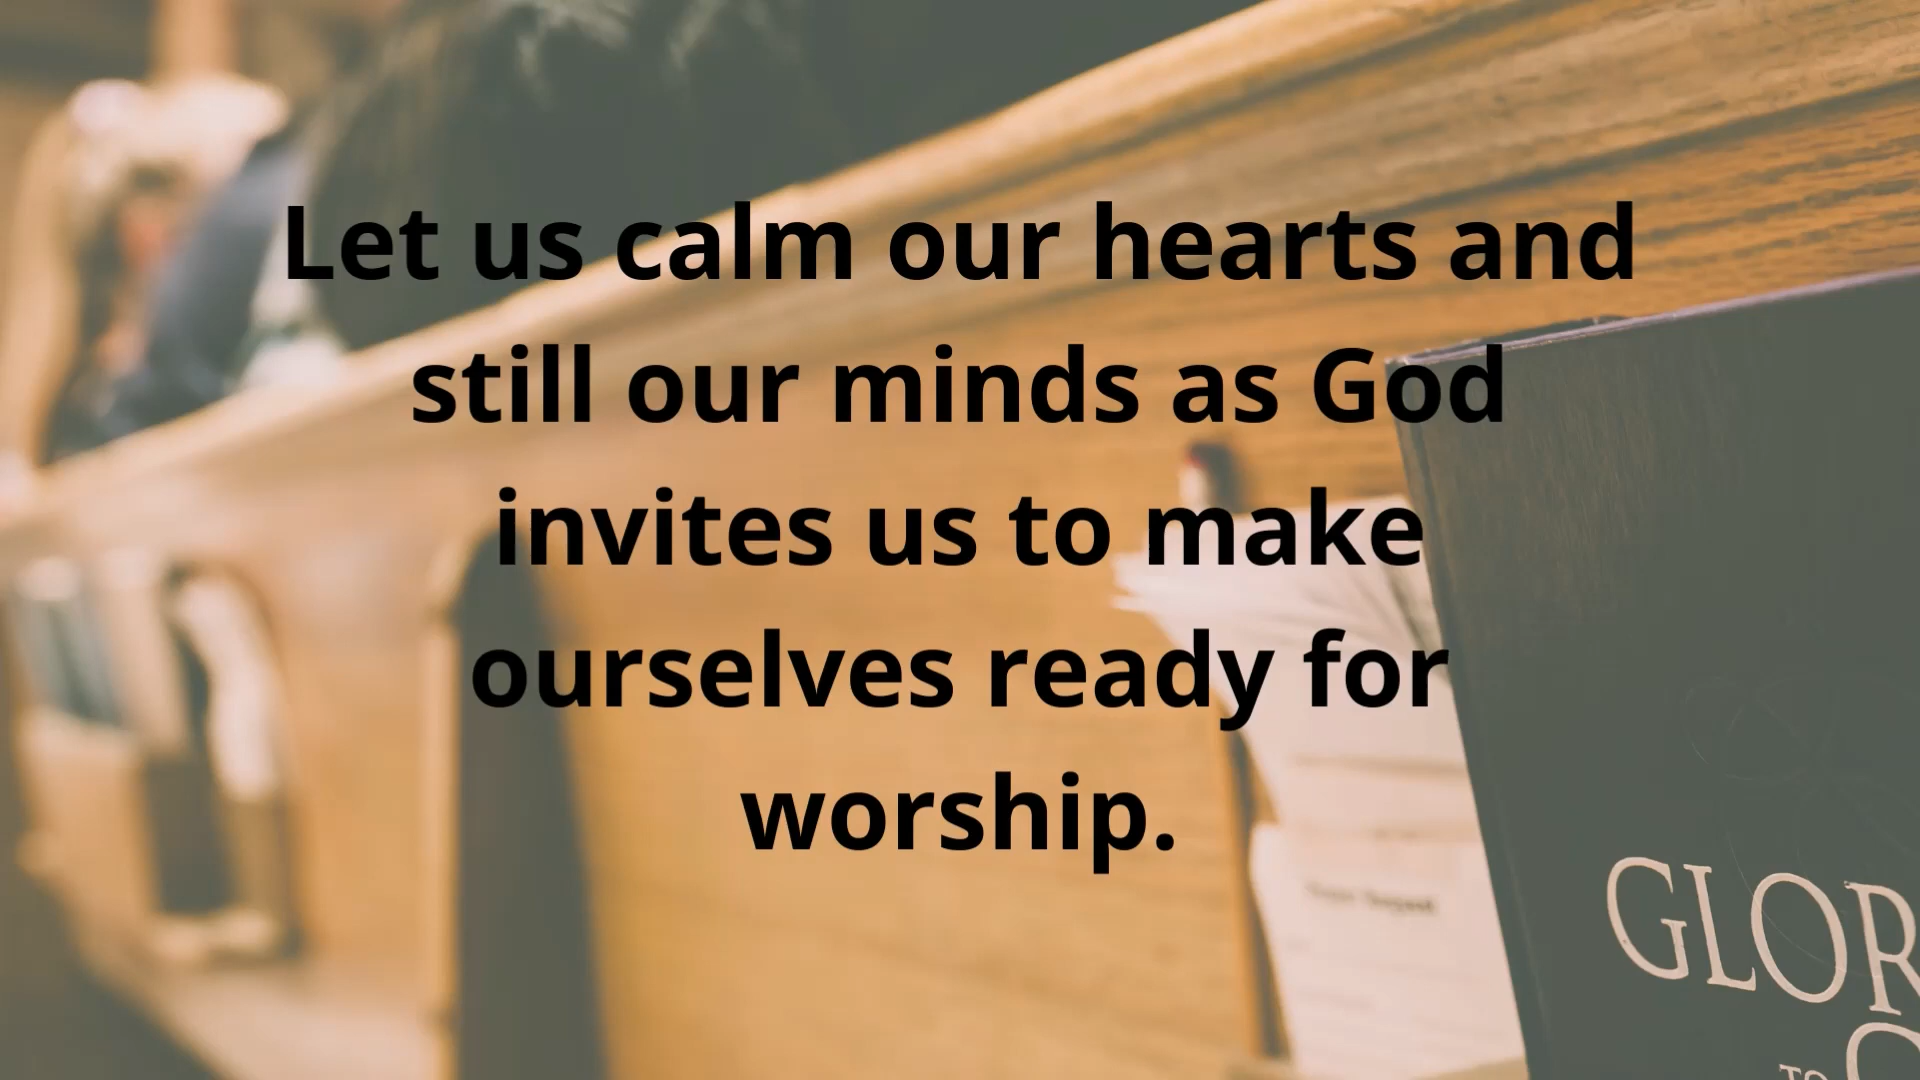 Let us calm our hearts and
still our minds as God
invites us to make
ourselves ready for
worship.
GLOR
TO